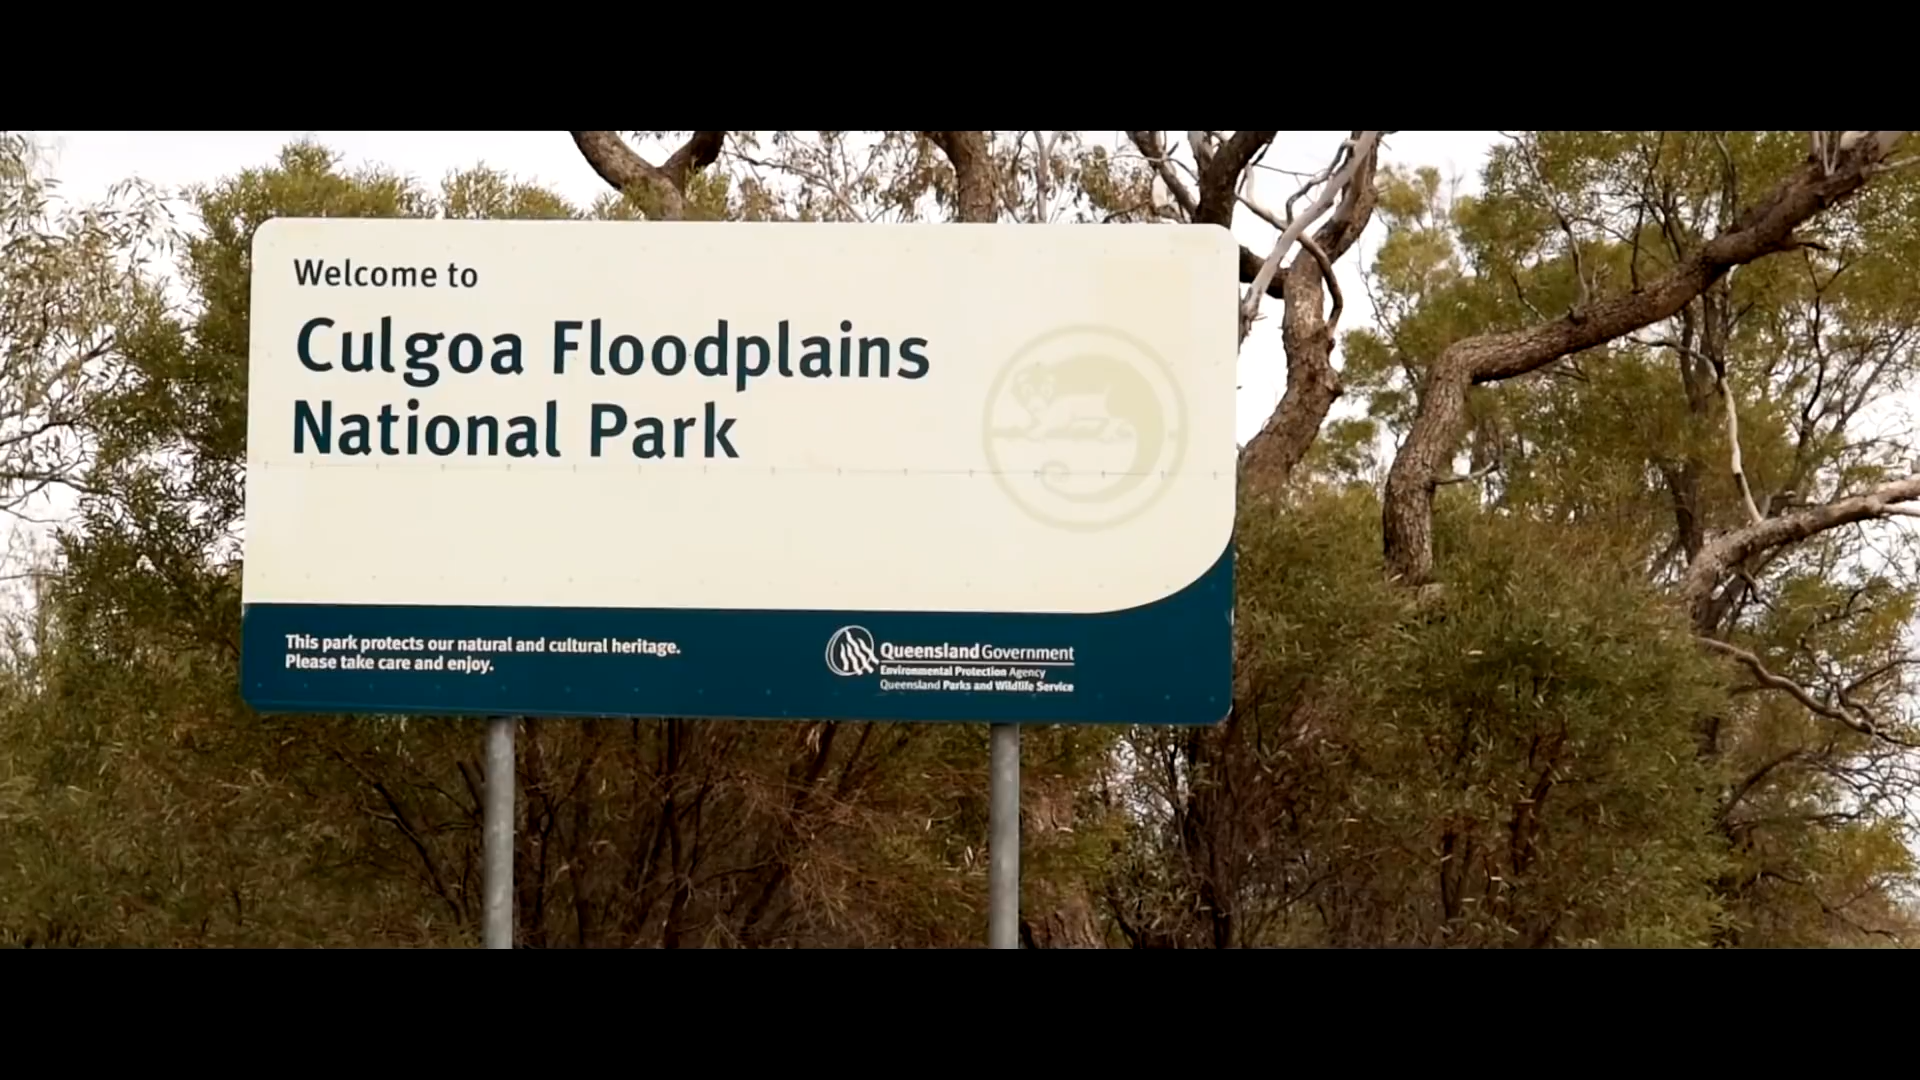 Welcome to
Culgoa Floodplains
National Park
This park protects our natural and cultural heritage.
Please take care and enjoy.
Queensland Government
Environmental Protection Agency
Queensland Parks and Wildlife Service